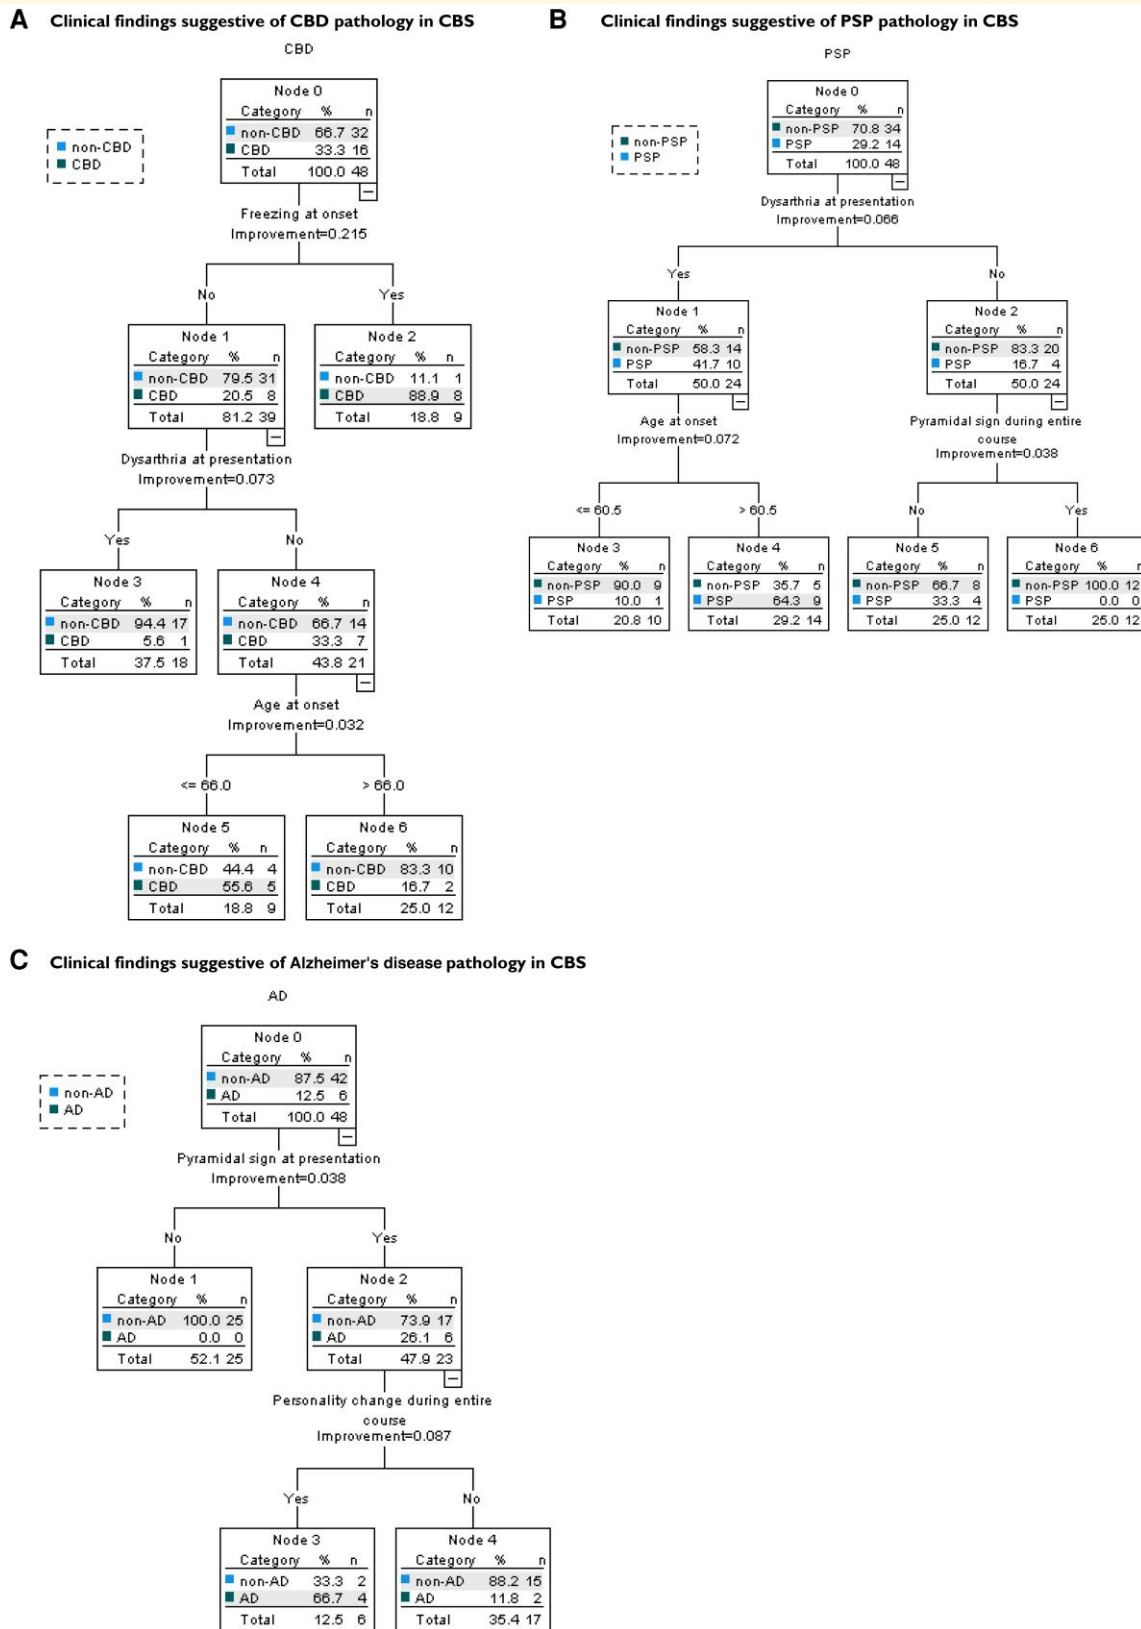 A Clinical findings suggestive of CBD pathology in CBS
CBD
non-CBD
CBD
Node 0
Category % n
non-CBD 66.7 32
CBD 33.3 16
Total 100.0 48
Freezing at onset
Improvement=0.215
No
Yes
Node 1
Category % n
non-CBD 79.5 31
CBD 20.5 8
Total 81.2 39
Node 2
Category % n
non-CBD 11.1 1
CBD 88.9 8
Total 18.8 9
Dysarthria at presentation
Improvement=0.073
Yes
No
Node 3
Category % n
non-CBD 94.4 17
CBD 5.6 1
Total 37.5 18
Node 4
Category % n
non-CBD 66.7 14
CBD 33.3 7
Total 43.8 21
Age at onset
Improvement=0.032
<= 66.0
> 66.0
Node 5
Category % n
non-CBD 44.4 4
CBD 55.6 5
Total 18.8 9
Node 6
Category % n
non-CBD 83.3 10
CBD 16.7 2
Total 25.0 12
B Clinical findings suggestive of PSP pathology in CBS
PSP
non-PSP
PSP
Node 0
Category % n
non-PSP 70.8 34
PSP 29.2 14
Total 100.0 48
Dysarthria at presentation
Improvement=0.066
Yes
No
Node 1
Category % n
non-PSP 58.3 14
PSP 41.7 10
Total 50.0 24
Node 2
Category % n
non-PSP 83.3 20
PSP 16.7 4
Total 50.0 24
Age at onset
Improvement=0.072
Pyramidal sign during entire
course
Improvement=0.038
<= 60.5
> 60.5
No
Yes
Node 3
Category % n
non-PSP 90.0 9
PSP 10.0 1
Total 20.8 10
Node 4
Category % n
non-PSP 35.7 5
PSP 64.3 9
Total 29.2 14
Node 5
Category % n
non-PSP 66.7 8
PSP 33.3 4
Total 25.0 12
Node 6
Category % n
non-PSP 100.0 12
PSP 0.0 0
Total 25.0 12
C Clinical findings suggestive of Alzheimer's disease pathology in CBS
AD
non-AD
AD
Node 0
Category % n
non-AD 87.5 42
AD 12.5 6
Total 100.0 48
Pyramidal sign at presentation
Improvement=0.038
No
Yes
Node 1
Category % n
non-AD 100.0 25
AD 0.0 0
Total 52.1 25
Node 2
Category % n
non-AD 73.9 17
AD 26.1 6
Total 47.9 23
Personality change during entire
course
Improvement=0.087
Yes
No
Node 3
Category % n
non-AD 33.3 2
AD 66.7 4
Total 12.5 6
Node 4
Category % n
non-AD 88.2 15
AD 11.8 2
Total 35.4 17